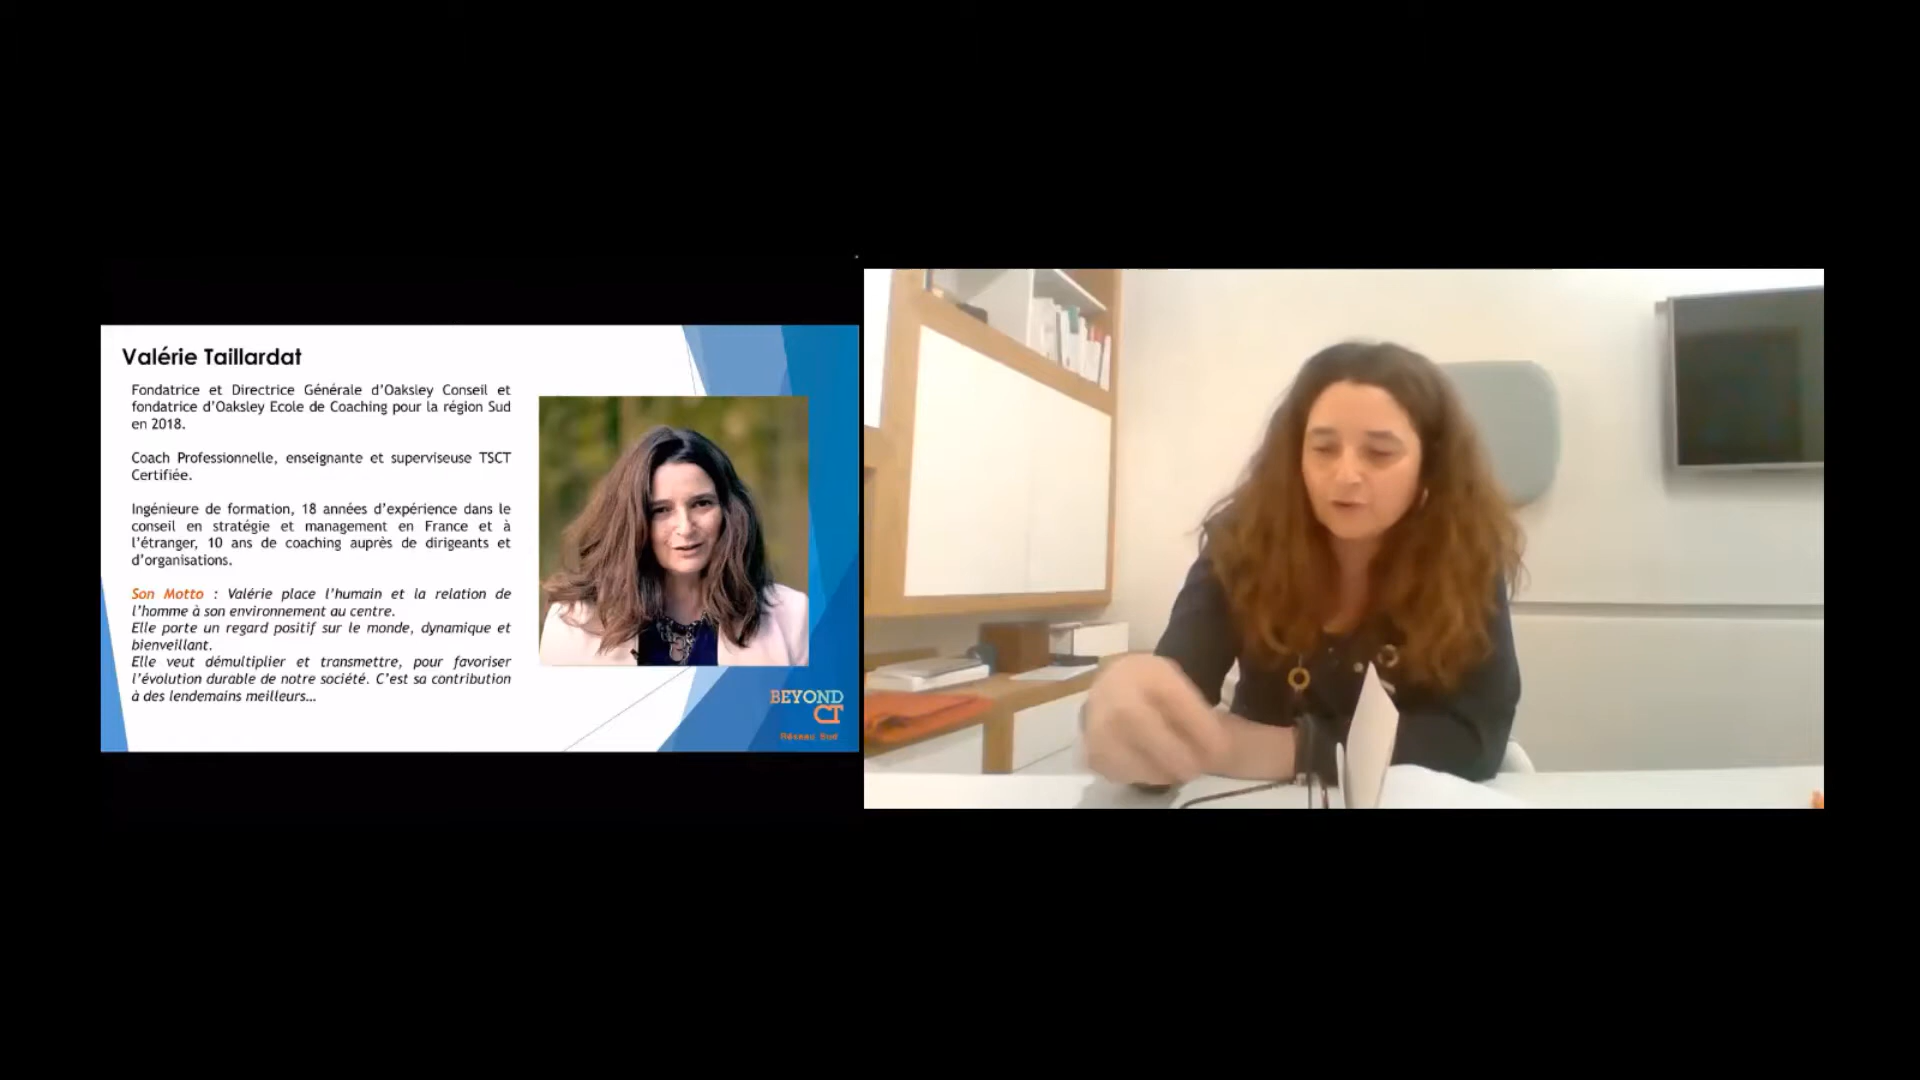 Valérie Taillardat
Fondatrice et Directrice Générale d’Oaksley Conseil et
fondatrice d’Oaksley Ecole de Coaching pour la région Sud
en 2018.
Coach Professionnelle, enseignante et superviseuse TSCT
Certifiée.
Ingénieure de formation, 18 années d’expérience dans le
conseil en stratégie et management en France et à
l’étranger, 10 ans de coaching auprès de dirigeants et
d’organisations.
Son Motto : Valérie place l’humain et la relation de
l’homme à son environnement au centre.
Elle porte un regard positif sur le monde, dynamique et
bienveillant.
Elle veut démultiplier et transmettre, pour favoriser
l’évolution durable de notre société. C’est sa contribution
à des lendemains meilleurs…
BEYOND
CT
Réseau Sud